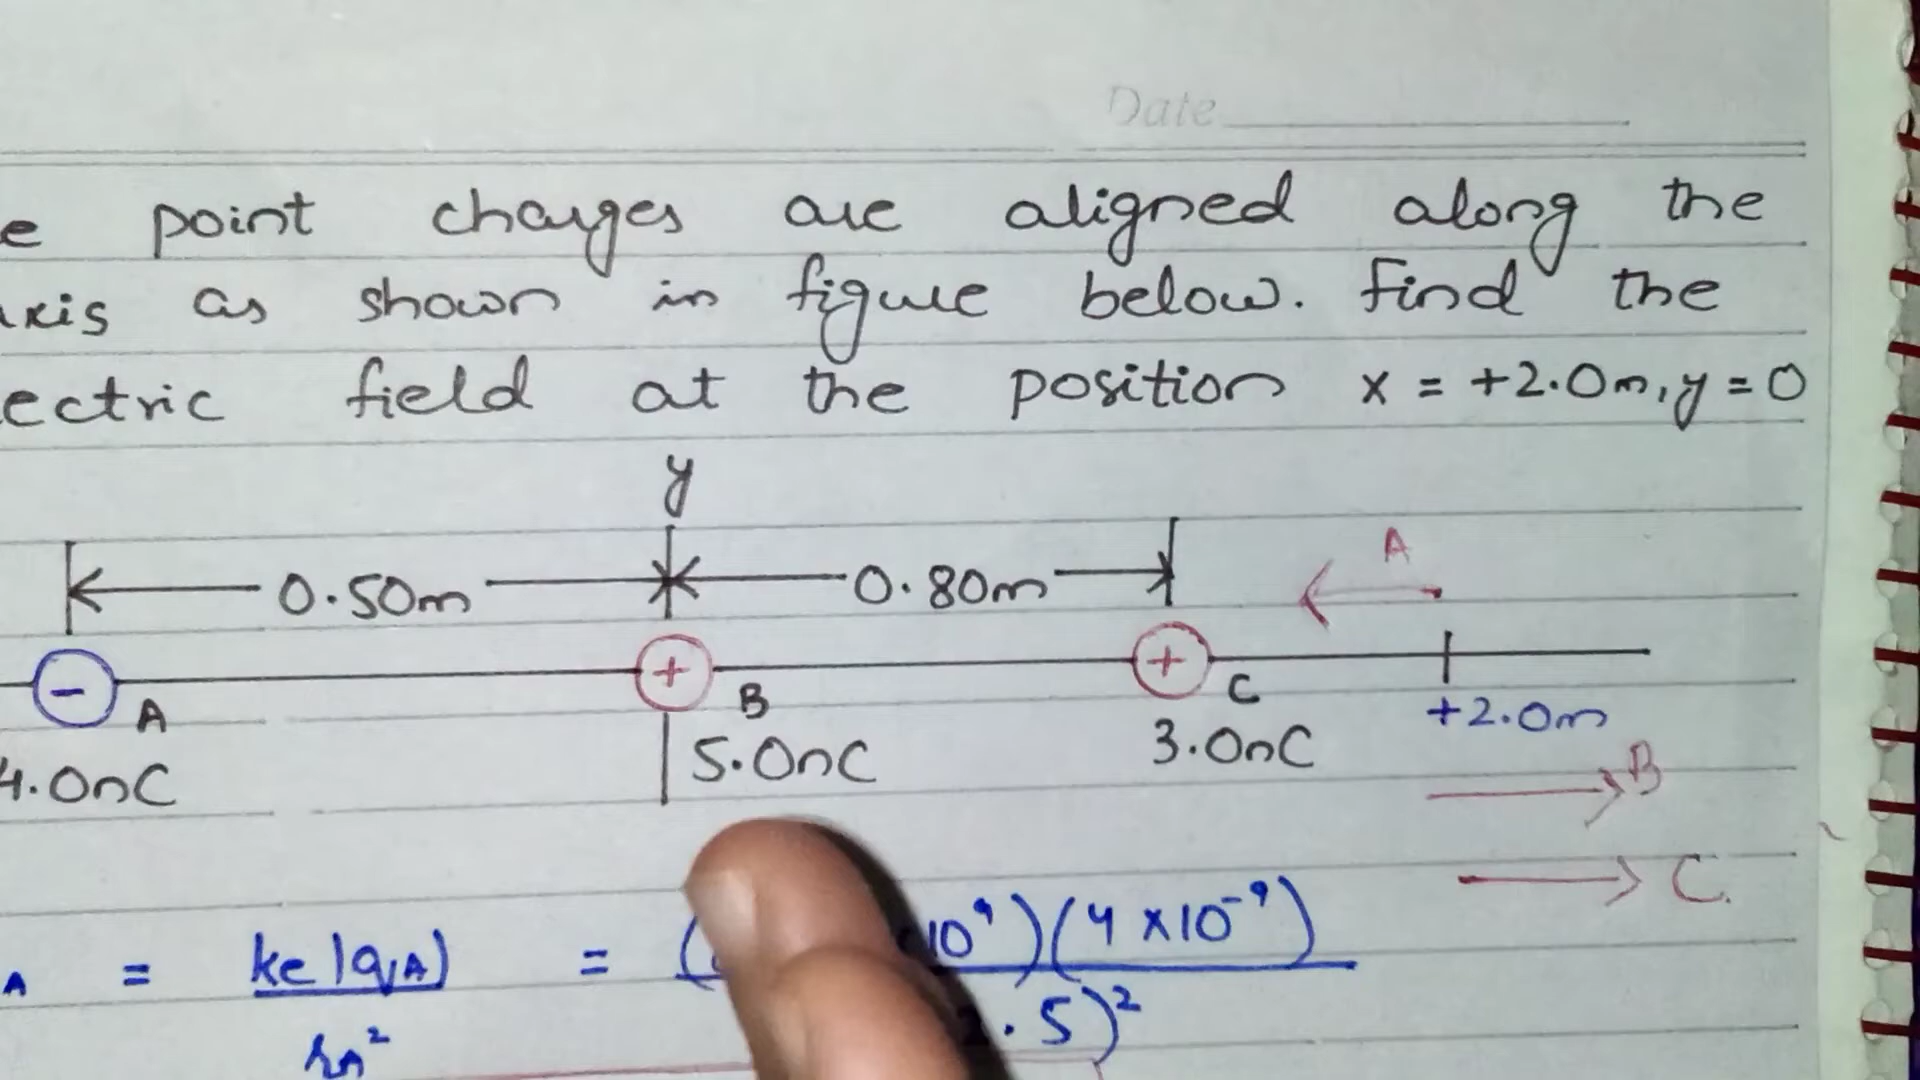 Date
e point charges are aligned along the
axis as shown in figure below. Find the
ectric field at the position x = +2.0m, y = 0
y
0.50m 0.80m A
- A + B + C +2.0m
4.0nC 5.0nC 3.0nC B
C.
A = ke|qA| / rA² = ( 10⁹)(4 x10⁻⁹) / .5)²